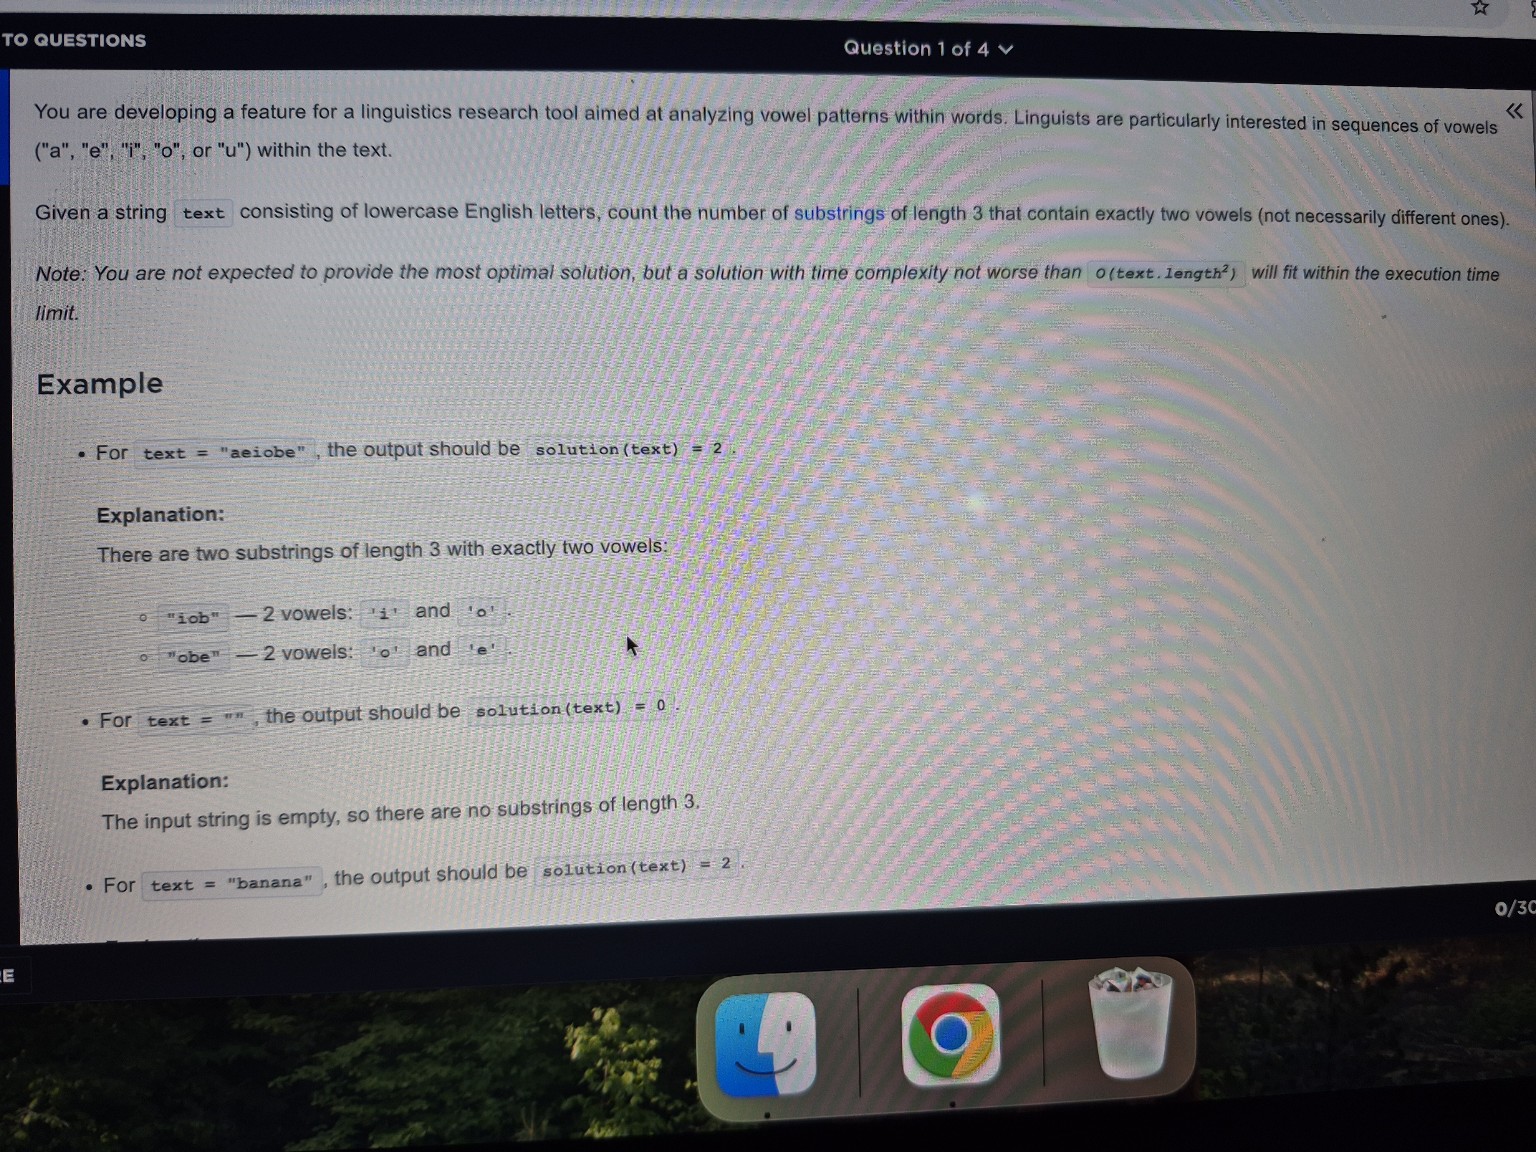 TO QUESTIONS
Question 1 of 4
You are developing a feature for a linguistics research tool aimed at analyzing vowel patterns within words. Linguists are particularly interested in sequences of vowels
("a", "e", "i", "o", or "u") within the text.
Given a string text consisting of lowercase English letters, count the number of substrings of length 3 that contain exactly two vowels (not necessarily different ones).
Note: You are not expected to provide the most optimal solution, but a solution with time complexity not worse than O(text.length²) will fit within the execution time
limit.
Example
• For text = "aeiobe", the output should be solution(text) = 2.
Explanation:
There are two substrings of length 3 with exactly two vowels:
○ "iob" — 2 vowels: 'i' and 'o'.
○ "obe" — 2 vowels: 'o' and 'e'.
• For text = "", the output should be solution(text) = 0.
Explanation:
The input string is empty, so there are no substrings of length 3.
• For text = "banana", the output should be solution(text) = 2.
0/30
RE